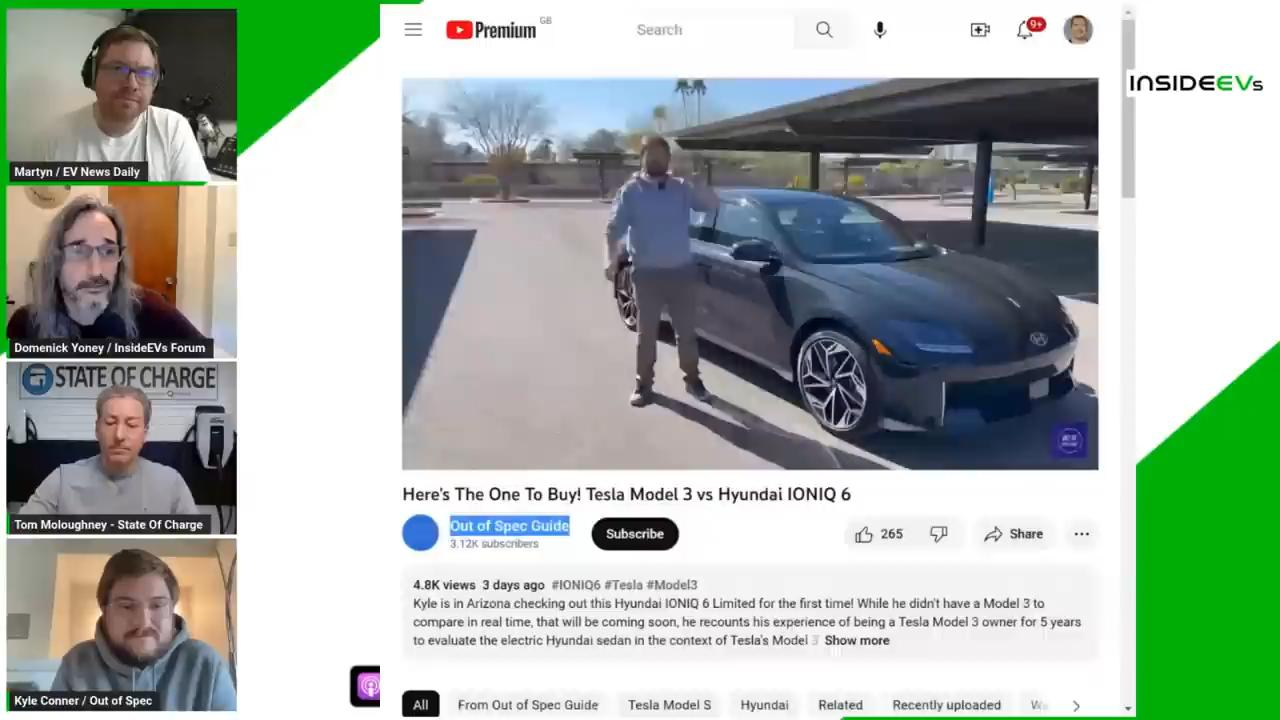 Martyn / EV News Daily
Domenick Yoney / InsideEVs Forum
STATE OF CHARGE
Tom Moloughney - State Of Charge
Kyle Conner / Out of Spec
Premium GB
Search
9+
INSIDEEVs
Here's The One To Buy! Tesla Model 3 vs Hyundai IONIQ 6
Out of Spec Guide
3.12K subscribers
Subscribe
265
Share
4.8K views 3 days ago #IONIQ6 #Tesla #Model3
Kyle is in Arizona checking out this Hyundai IONIQ 6 Limited for the first time! While he didn't have a Model 3 to
compare in real time, that will be coming soon, he recounts his experience of being a Tesla Model 3 owner for 5 years
to evaluate the electric Hyundai sedan in the context of Tesla's Model 3 Show more
All
From Out of Spec Guide
Tesla Model S
Hyundai
Related
Recently uploaded